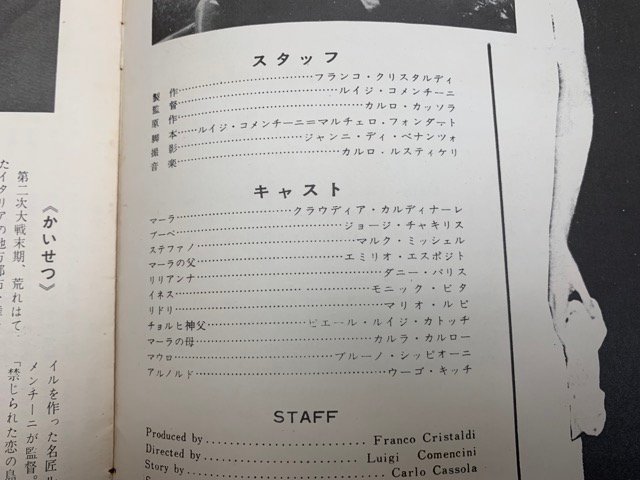 スタッフ
製作……………フランコ・クリスタルディ
監督……………ルイジ・コメンチーニ
原作……………カルロ・カッソラ
脚本……ルイジ・コメンチーニ=マルチェロ・フォンダート
撮影……………ジャンニ・ディ・ベナンツォ
音楽……………カルロ・ルスティケリ
キャスト
マーラ……………クラウディア・カルディナーレ
ブーベ……………ジョージ・チャキリス
ステファノ……………マルク・ミッシェル
マーラの父……………エミリオ・エスポジト
リリアンナ……………ダニー・パリス
イネス……………モニック・ビタ
リドリ……………マリオ・ルピ
チョルヒ神父……………ピエール・ルイジ・カトッチ
マーラの母……………カルラ・カルロー
マウロ……………ブルーノ・シッピオーニ
アルノルド……………ウーゴ・キッチ
STAFF
Produced by……………Franco Cristaldi
Directed by……………Luigi Comencini
Story by……………Carlo Cassola
《かいせつ》
第二次大戦末期、荒れはて、
たイタリアの地方都市
イルを作った名匠ル
メンチーニが監督。
「禁じられた恋の島